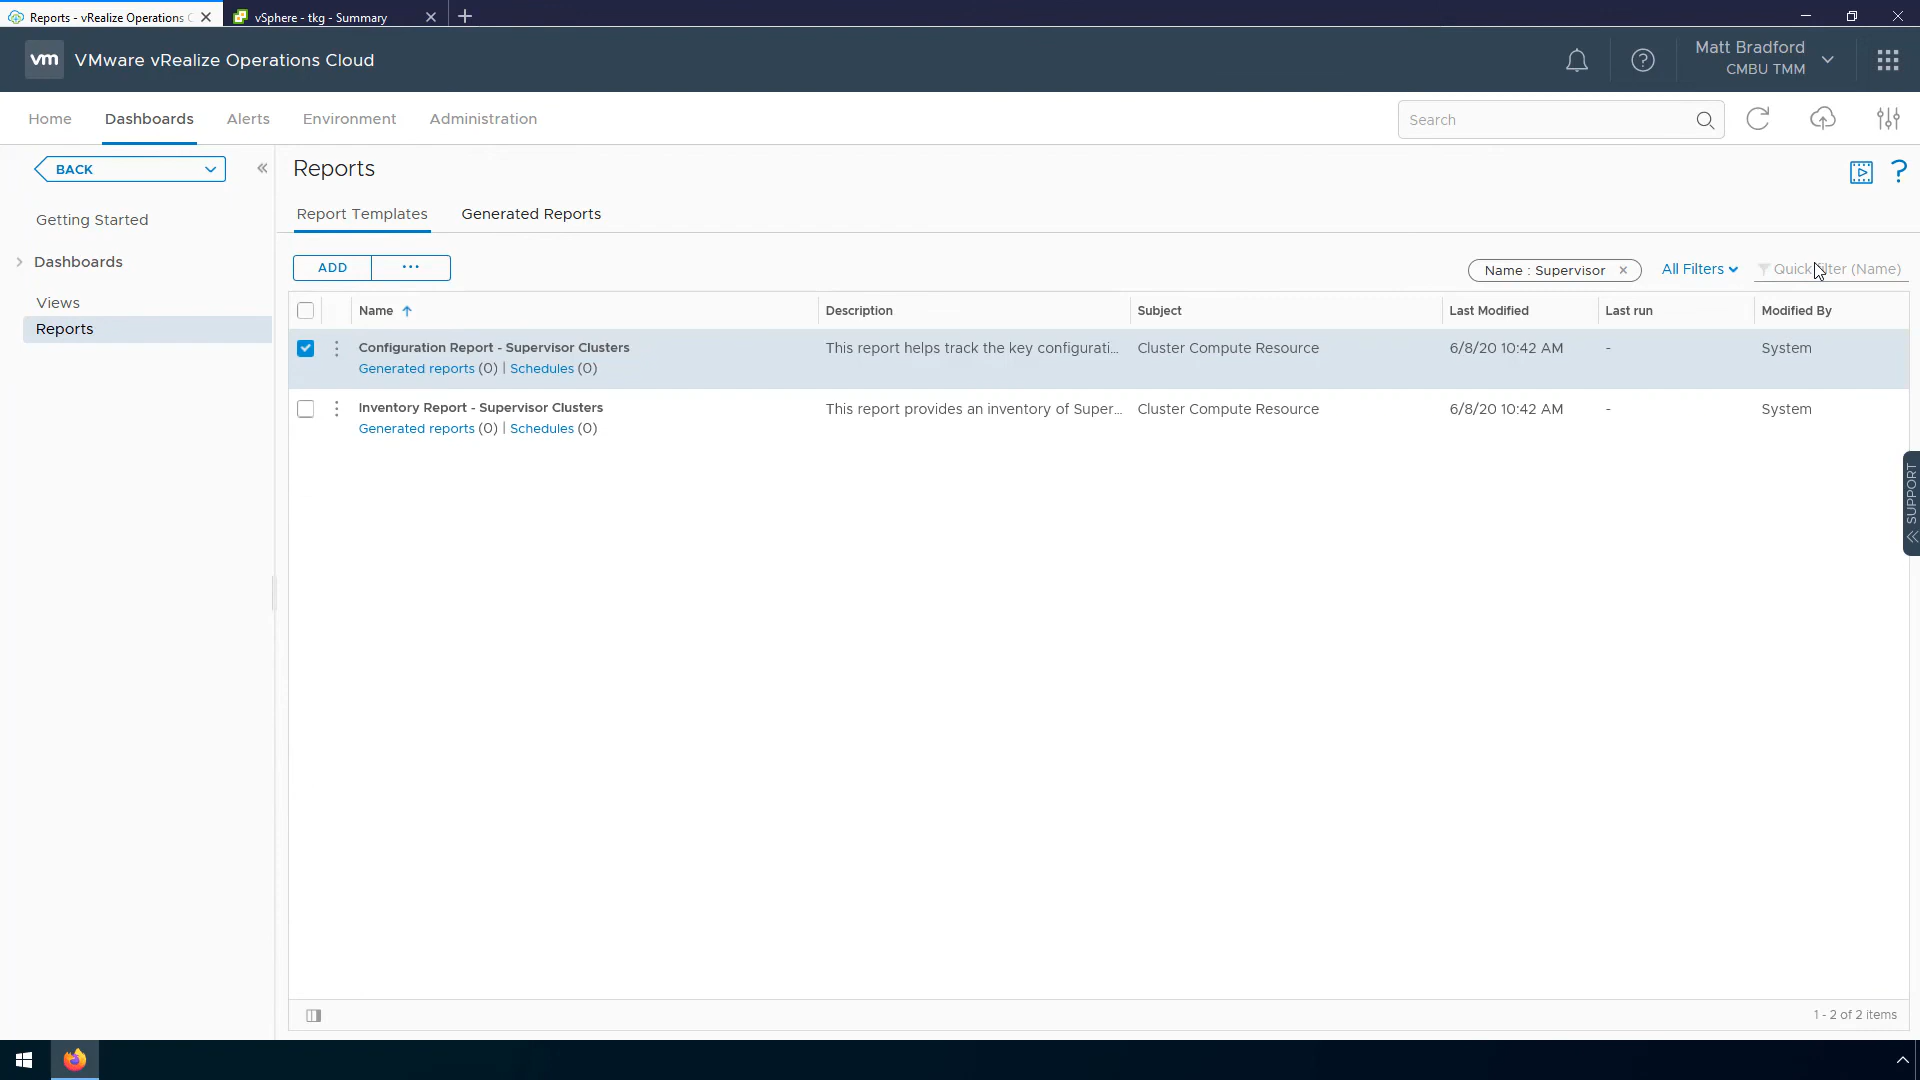 Reports - vRealize Operations C
vSphere - tkg - Summary
vm
VMware vRealize Operations Cloud
Matt Bradford
CMBU TMM
Home
Dashboards
Alerts
Environment
Administration
Search
BACK
Getting Started
Dashboards
Views
Reports
Reports
Report Templates
Generated Reports
ADD
Name : Supervisor
All Filters
Quick Filter (Name)
Name
Description
Subject
Last Modified
Last run
Modified By
Configuration Report - Supervisor Clusters
Generated reports (0) | Schedules (0)
This report helps track the key configurati...
Cluster Compute Resource
6/8/20 10:42 AM
-
System
Inventory Report - Supervisor Clusters
Generated reports (0) | Schedules (0)
This report provides an inventory of Super...
Cluster Compute Resource
6/8/20 10:42 AM
-
System
SUPPORT
1 - 2 of 2 items